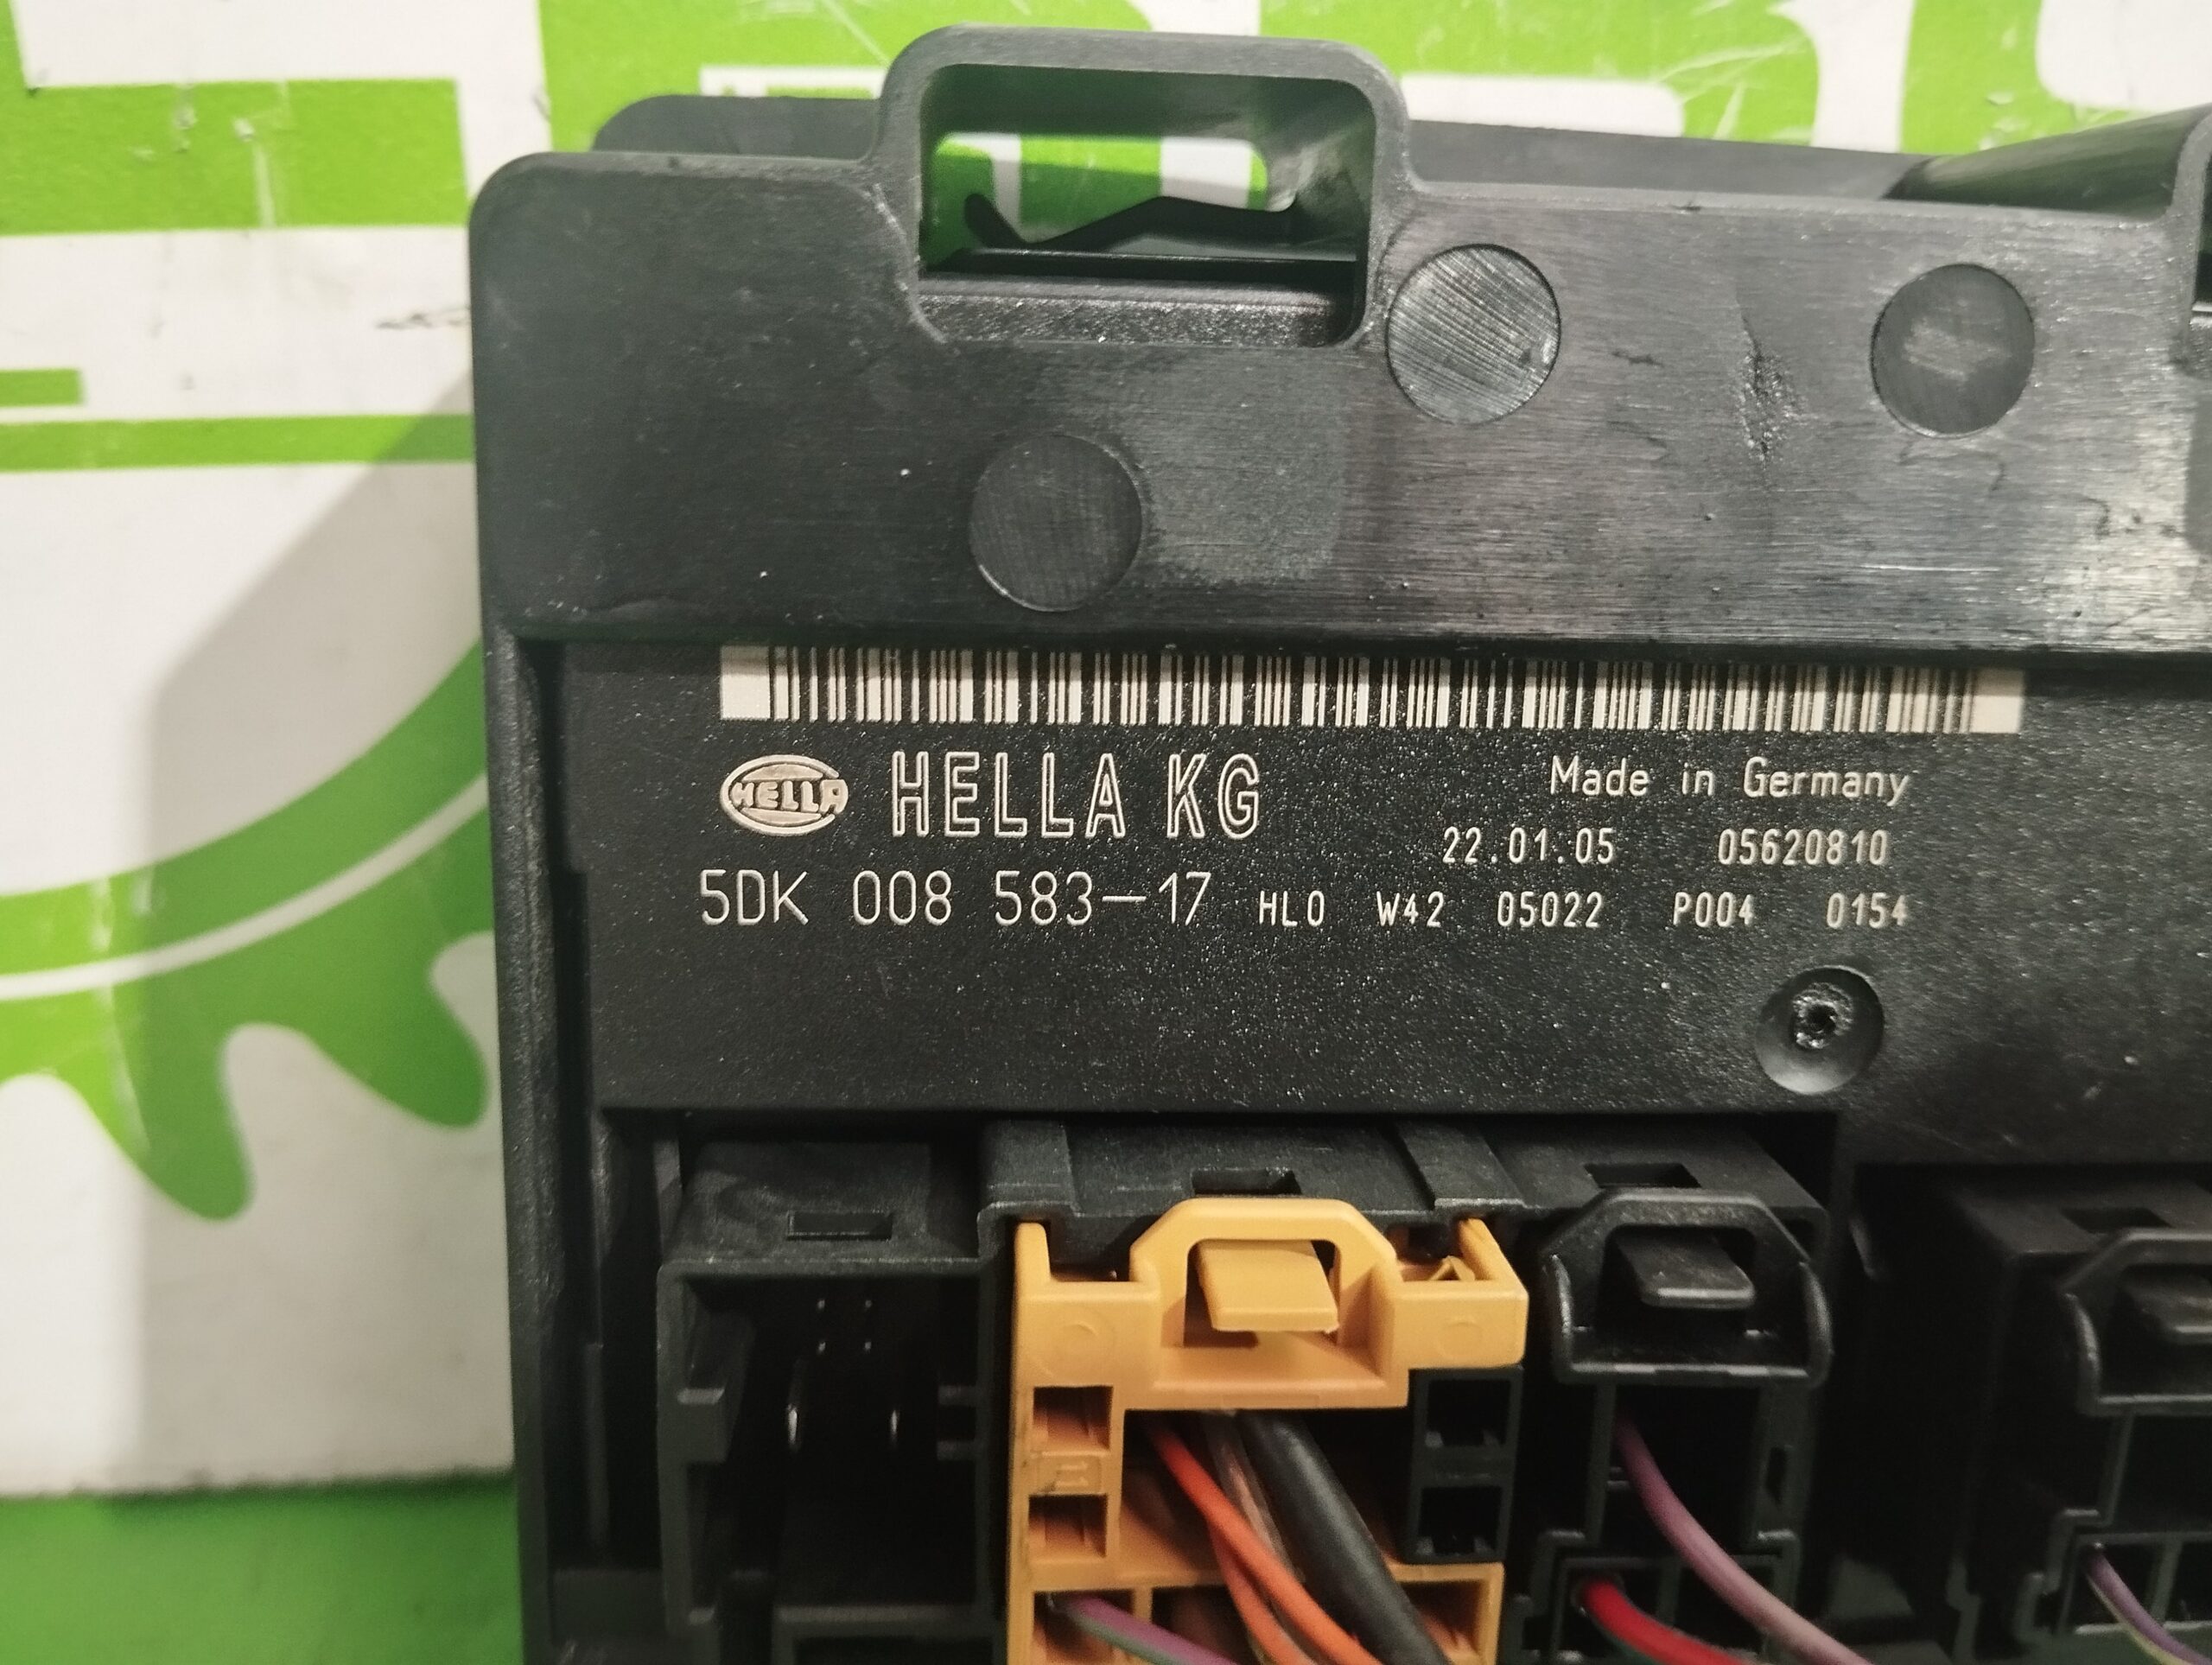 HELLA HELLA KG Made in Germany
22.01.05 05620810
5DK 008 583-17 HLO W42 05022 P004 0154